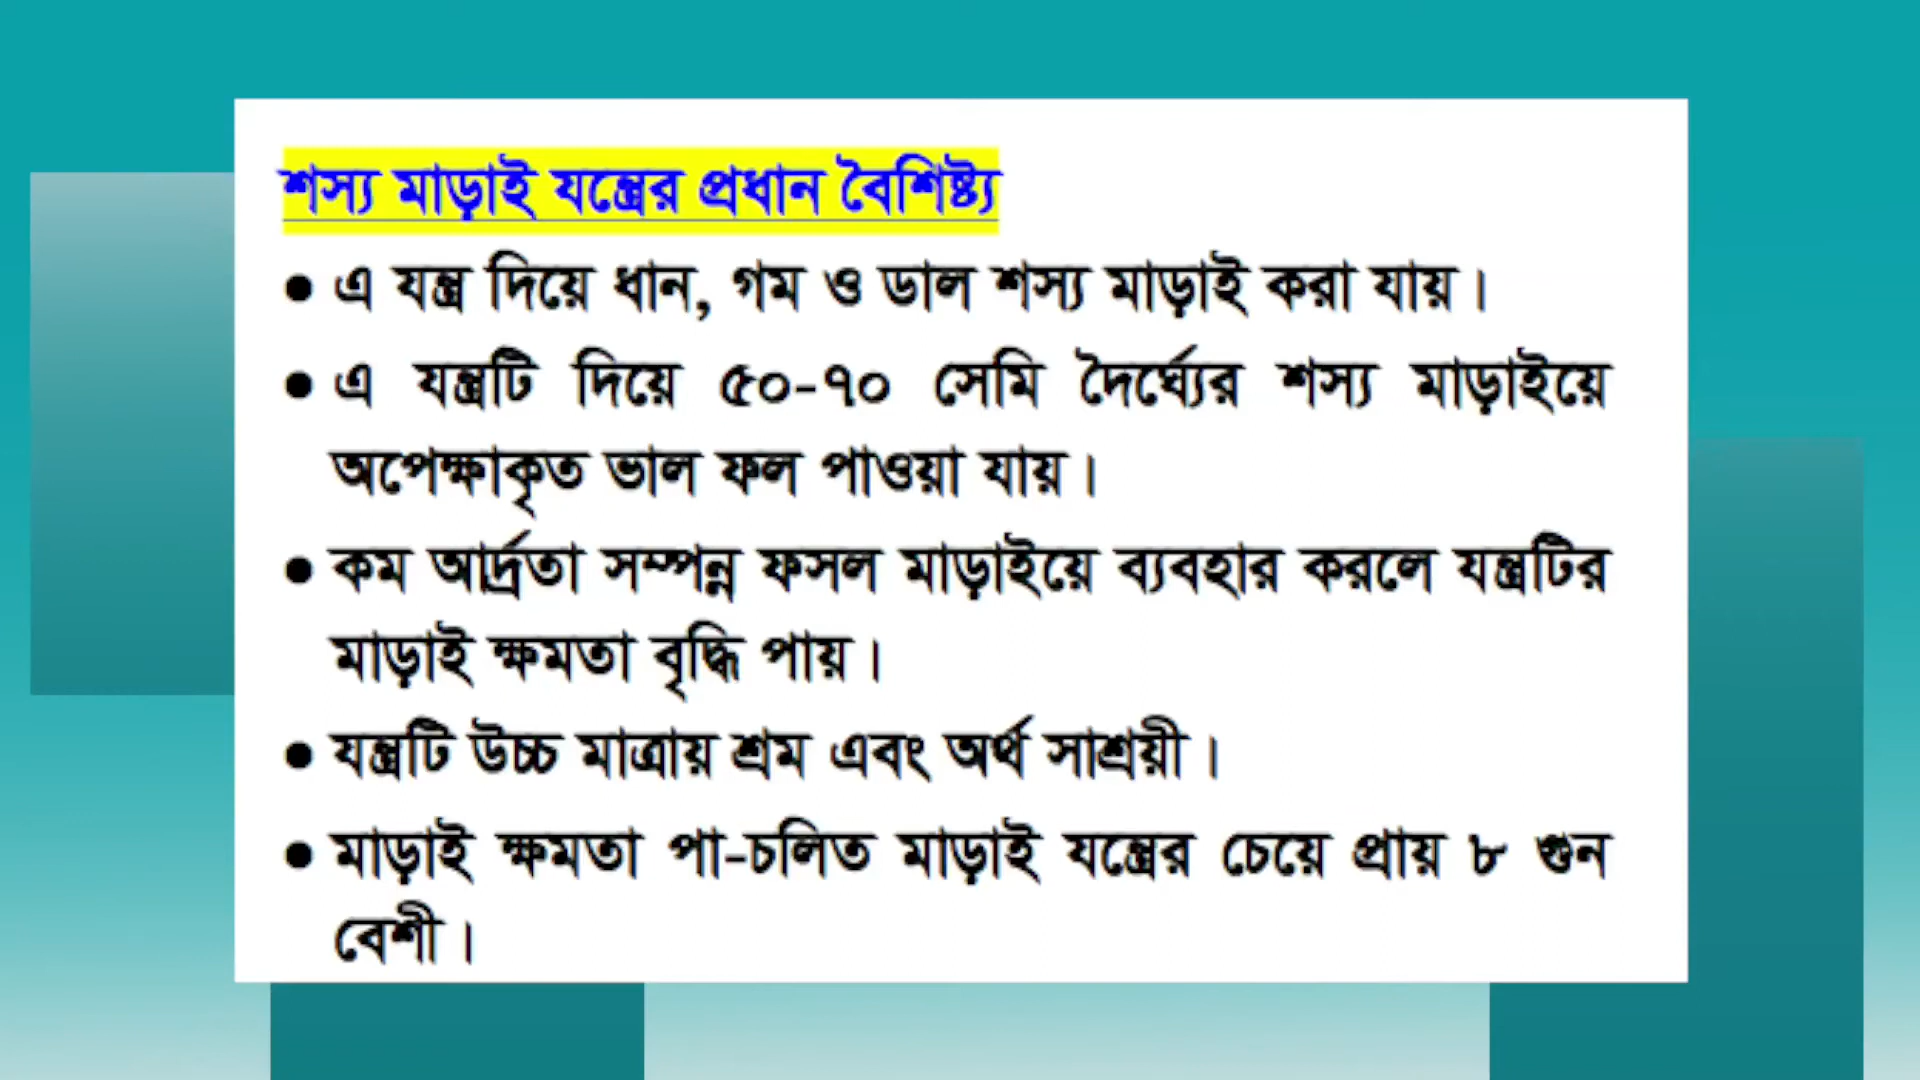 শস্য মাড়াই যন্ত্রের প্রধান বৈশিষ্ট্য
● এ যন্ত্র দিয়ে ধান, গম ও ডাল শস্য মাড়াই করা যায়।
● এ যন্ত্রটি দিয়ে ৫০-৭০ সেমি দৈর্ঘ্যের শস্য মাড়াইয়ে
অপেক্ষাকৃত ভাল ফল পাওয়া যায়।
● কম আর্দ্রতা সম্পন্ন ফসল মাড়াইয়ে ব্যবহার করলে যন্ত্রটির
মাড়াই ক্ষমতা বৃদ্ধি পায়।
● যন্ত্রটি উচ্চ মাত্রায় শ্রম এবং অর্থ সাশ্রয়ী।
● মাড়াই ক্ষমতা পা-চলিত মাড়াই যন্ত্রের চেয়ে প্রায় ৮ গুন
বেশী।